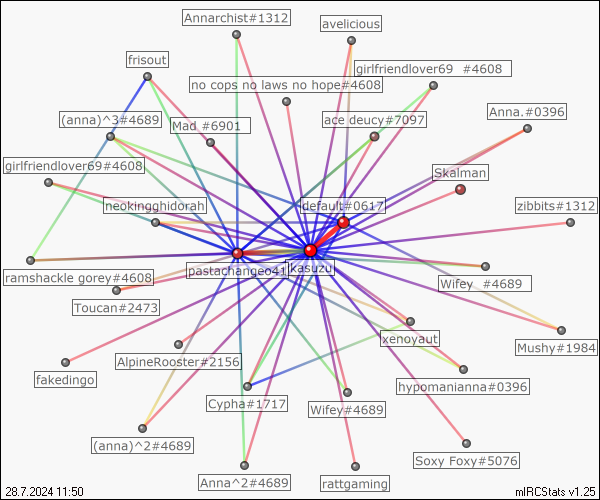 Annarchist#1312
avelicious
frisout
girlfriendlover69 #4608
no cops no laws no hope#4608
(anna)^3#4689
Mad #6901
ace deucy#7097
Anna.#0396
girlfriendlover69#4608
Skalman
neokingghidorah
default#0617
zibbits#1312
pastachangeo41
kasuzu
ramshackle gorey#4608
Wifey #4689
Toucan#2473
xenoyaut
Mushy#1984
AlpineRooster#2156
fakedingo
hypomanianna#0396
Cypha#1717
Wifey#4689
(anna)^2#4689
Soxy Foxy#5076
Anna^2#4689
rattgaming
28.7.2024 11:50
mIRCStats v1.25